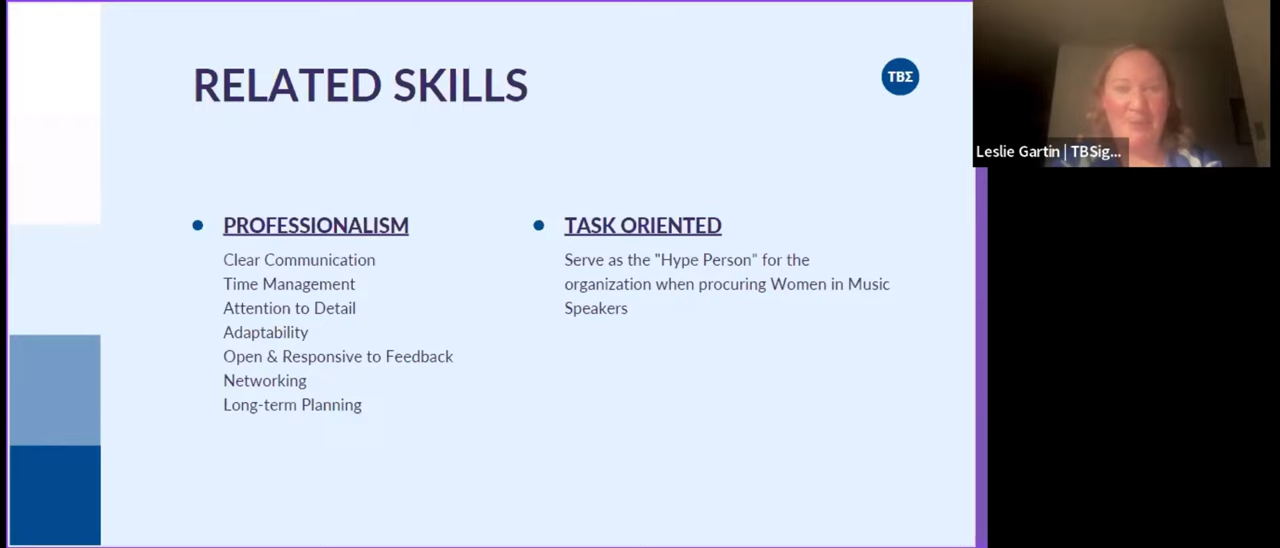 RELATED SKILLS
TBΣ
Leslie Gartin | TBSig...
PROFESSIONALISM
Clear Communication
Time Management
Attention to Detail
Adaptability
Open & Responsive to Feedback
Networking
Long-term Planning
TASK ORIENTED
Serve as the "Hype Person" for the
organization when procuring Women in Music
Speakers